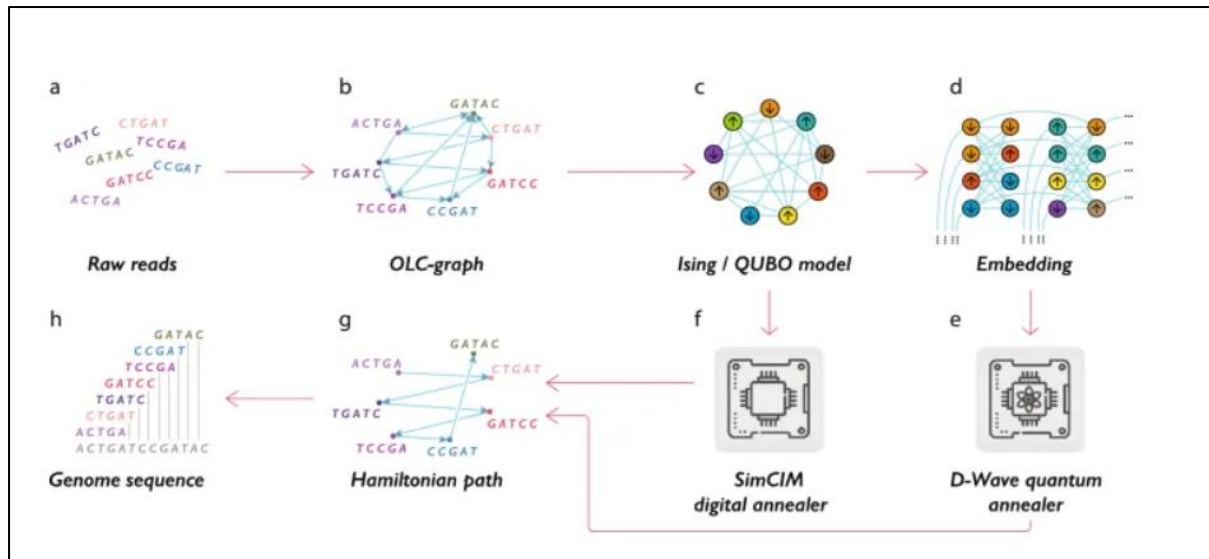 a
TGATC
CTGAT
TCCGA
GATAC
CCGAT
GATCC
ACTGA
Raw reads
b
GATAC
ACTGA
CTGAT
TGATC
GATCC
TCCGA
CCGAT
OLC-graph
c
Ising / QUBO model
d
Embedding
h
GATAC
CCGAT
TCCGA
GATCC
TGATC
CTGAT
ACTGA
ACTGATCCGATAC
Genome sequence
g
GATAC
ACTGA
CTGAT
TGATC
GATCC
TCCGA
CCGAT
Hamiltonian path
f
SimCIM
digital annealer
e
D-Wave quantum
annealer